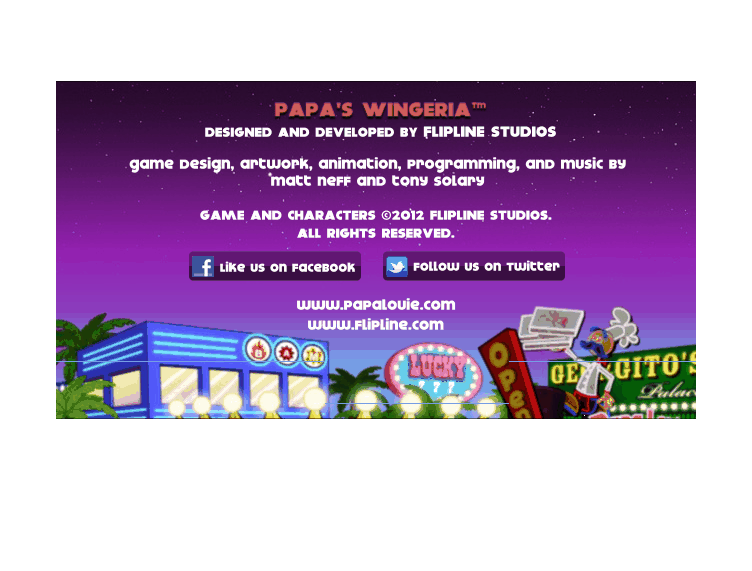 PAPA'S WINGERIA™
DESIGNED AND DEVELOPED BY FLIPLINE STUDIOS
Game Design, Artwork, Animation, Programming, and Music by
Matt Neff and Tony Solary
GAME AND CHARACTERS ©2012 FLIPLINE STUDIOS.
ALL RIGHTS RESERVED.
f Like us on Facebook
Follow us on Twitter
www.papalouie.com
www.flipline.com
LUCKY
777
Open
GITO'S
Palace